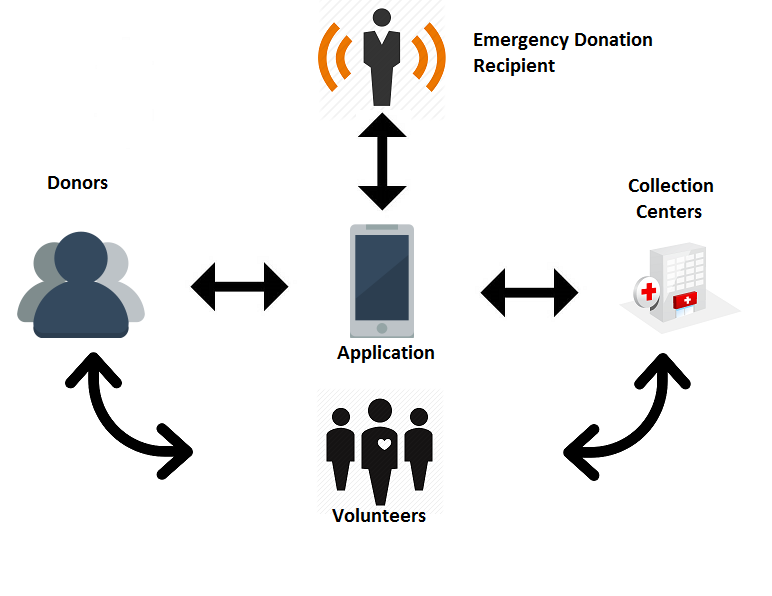 Emergency Donation
Recipient
Donors
Collection
Centers
Application
Volunteers